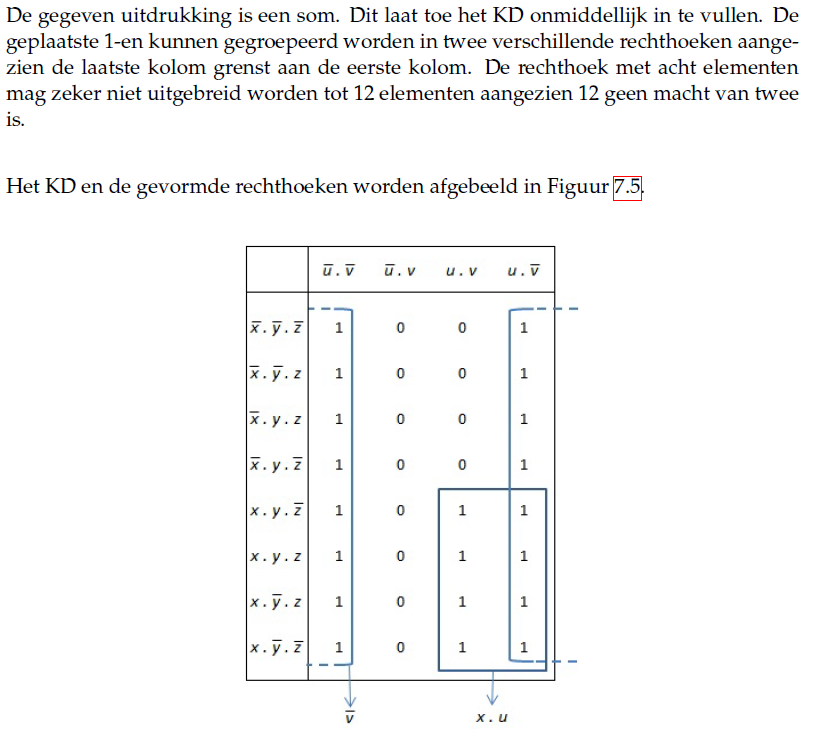 De gegeven uitdrukking is een som. Dit laat toe het KD onmiddellijk in te vullen. De
geplaatste 1-en kunnen gegroepeerd worden in twee verschillende rechthoeken aange-
zien de laatste kolom grenst aan de eerste kolom. De rechthoek met acht elementen
mag zeker niet uitgebreid worden tot 12 elementen aangezien 12 geen macht van twee
is.
Het KD en de gevormde rechthoeken worden afgebeeld in Figuur 7.5.
u̅ . v̅ u̅ . v u . v u . v̅
x̅ . y̅ . z̅ 1 0 0 1
x̅ . y̅ . z 1 0 0 1
x̅ . y . z 1 0 0 1
x̅ . y . z̅ 1 0 0 1
x . y . z̅ 1 0 1 1
x . y . z 1 0 1 1
x . y̅ . z 1 0 1 1
x . y̅ . z̅ 1 0 1 1
v̅ x . u